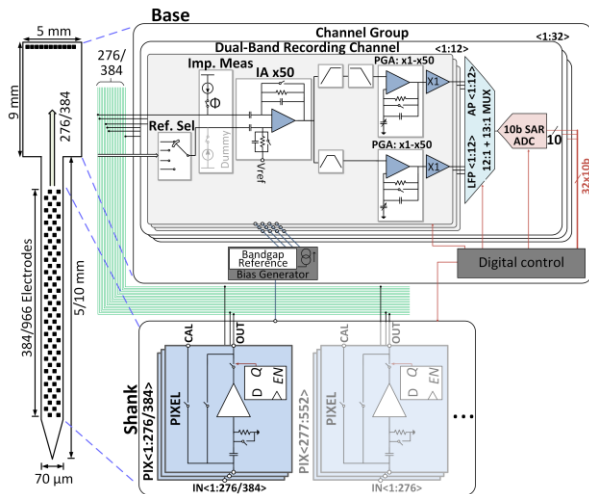 Base
5 mm
9 mm
276/384
276/384
384/966 Electrodes
5/10 mm
70 µm
Channel Group
<1:32>
Dual-Band Recording Channel
<1:12>
Imp. Meas
IA x50
PGA: x1-x50
X1
Ref. Sel
Dummy
Vref
PGA: x1-x50
X1
AP <1:12>
LFP <1:12>
12:1 + 13:1 MUX
10b SAR
ADC
10
32x10b
Bandgap
Reference
Bias Generator
Digital control
Shank
PIX<1:276/384>
CAL
OUT
PIXEL
D Q
> EN
IN<1:276/384>
PIX<277:552>
CAL
OUT
PIXEL
D Q
> EN
IN<1:276>